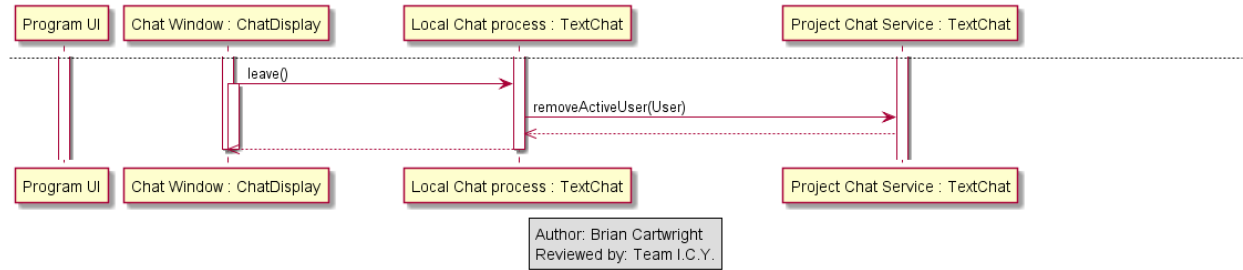 Program UI
Chat Window : ChatDisplay
Local Chat process : TextChat
Project Chat Service : TextChat
leave()
removeActiveUser(User)
Program UI
Chat Window : ChatDisplay
Local Chat process : TextChat
Project Chat Service : TextChat
Author: Brian Cartwright
Reviewed by: Team I.C.Y.